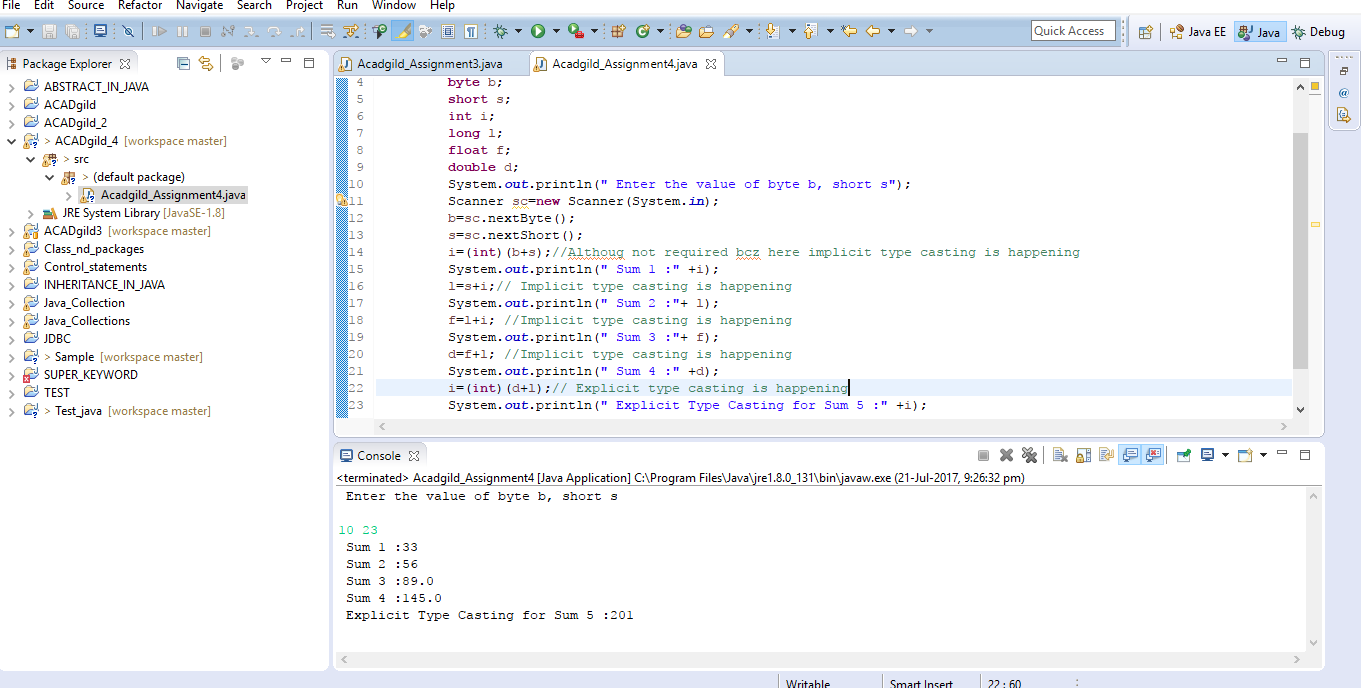 File Edit Source Refactor Navigate Search Project Run Window Help
Quick Access Java EE Java Debug
Package Explorer
ABSTRACT_IN_JAVA
ACADgild
ACADgild_2
> ACADgild_4 [workspace master]
> src
> (default package)
Acadgild_Assignment4.java
JRE System Library [JavaSE-1.8]
ACADgild3 [workspace master]
Class_nd_packages
Control_statements
INHERITANCE_IN_JAVA
Java_Collection
Java_Collections
JDBC
> Sample [workspace master]
SUPER_KEYWORD
TEST
> Test_java [workspace master]
Acadgild_Assignment3.java Acadgild_Assignment4.java
4 byte b;
5 short s;
6 int i;
7 long l;
8 float f;
9 double d;
10 System.out.println(" Enter the value of byte b, short s");
11 Scanner sc=new Scanner(System.in);
12 b=sc.nextByte();
13 s=sc.nextShort();
14 i=(int)(b+s);//Althoug not required bcz here implicit type casting is happening
15 System.out.println(" Sum 1 :" +i);
16 l=s+i;// Implicit type casting is happening
17 System.out.println(" Sum 2 :"+ l);
18 f=l+i; //Implicit type casting is happening
19 System.out.println(" Sum 3 :"+ f);
20 d=f+l; //Implicit type casting is happening
21 System.out.println(" Sum 4 :" +d);
22 i=(int)(d+l);// Explicit type casting is happening
23 System.out.println(" Explicit Type Casting for Sum 5 :" +i);
Console
<terminated> Acadgild_Assignment4 [Java Application] C:\Program Files\Java\jre1.8.0_131\bin\javaw.exe (21-Jul-2017, 9:26:32 pm)
Enter the value of byte b, short s
10 23
Sum 1 :33
Sum 2 :56
Sum 3 :89.0
Sum 4 :145.0
Explicit Type Casting for Sum 5 :201
Writable Smart Insert 22 : 60